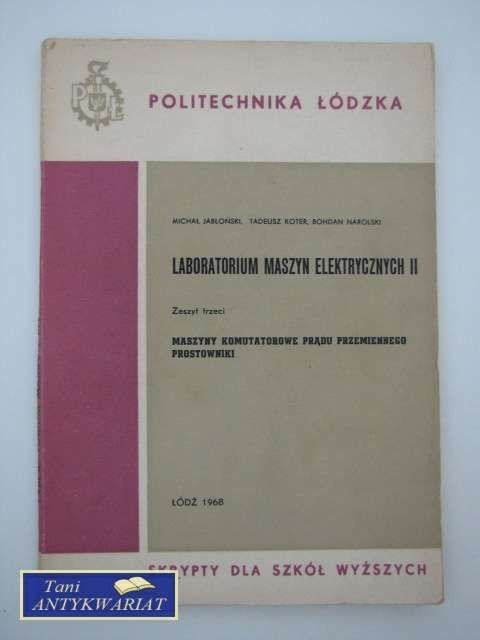 P Ł
POLITECHNIKA ŁÓDZKA
MICHAŁ JABŁOŃSKI, TADEUSZ KOTER, BOHDAN NAROLSKI
LABORATORIUM MASZYN ELEKTRYCZNYCH II
Zeszyt trzeci
MASZYNY KOMUTATOROWE PRĄDU PRZEMIENNEGO
PROSTOWNIKI
ŁÓDŹ 1968
SKRYPTY DLA SZKÓŁ WYŻSZYCH
Tani
ANTYKWARIAT